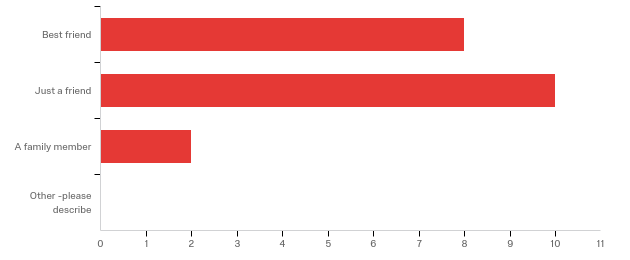 Best friend
Just a friend
A family member
Other -please
describe
0 1 2 3 4 5 6 7 8 9 10 11